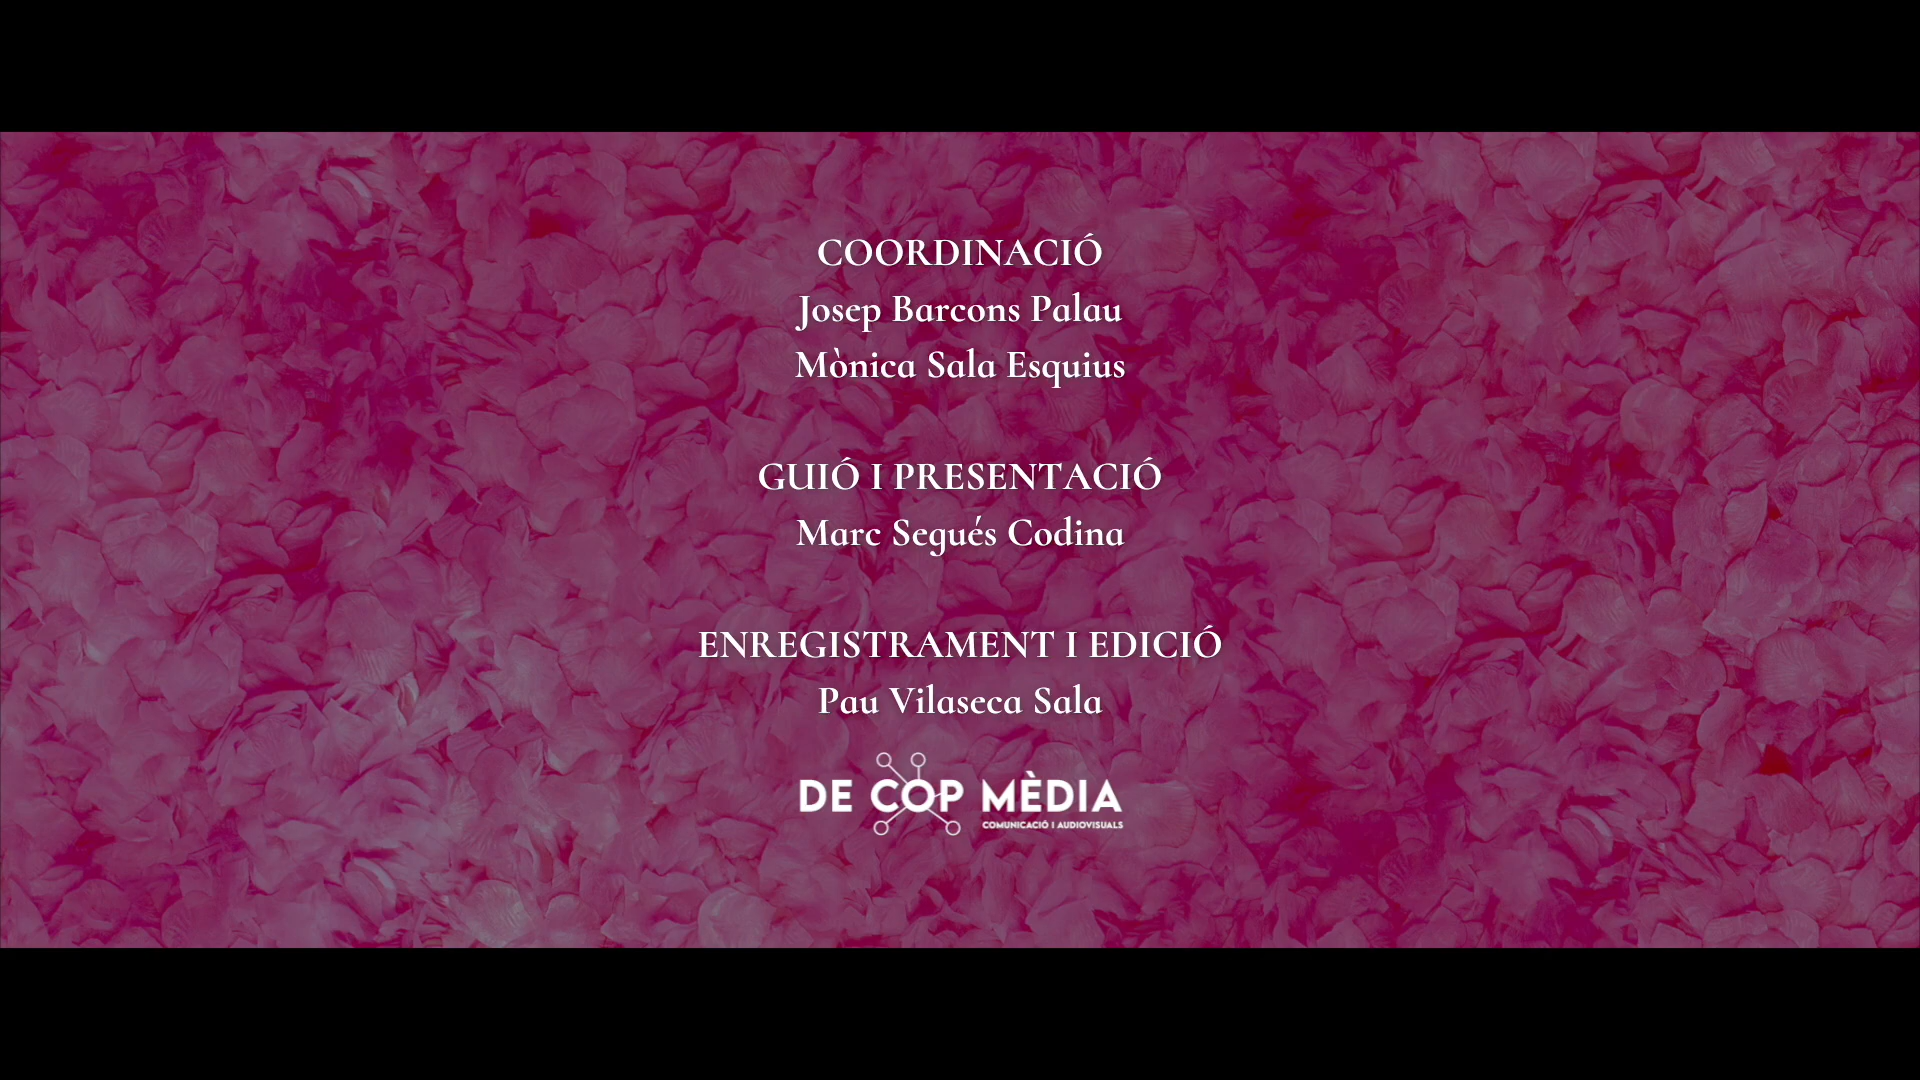 COORDINACIÓ
Josep Barcons Palau
Mònica Sala Esquius
GUIÓ I PRESENTACIÓ
Marc Segués Codina
ENREGISTRAMENT I EDICIÓ
Pau Vilaseca Sala
DE COP MÈDIA
COMUNICACIÓ I AUDIOVISUALS